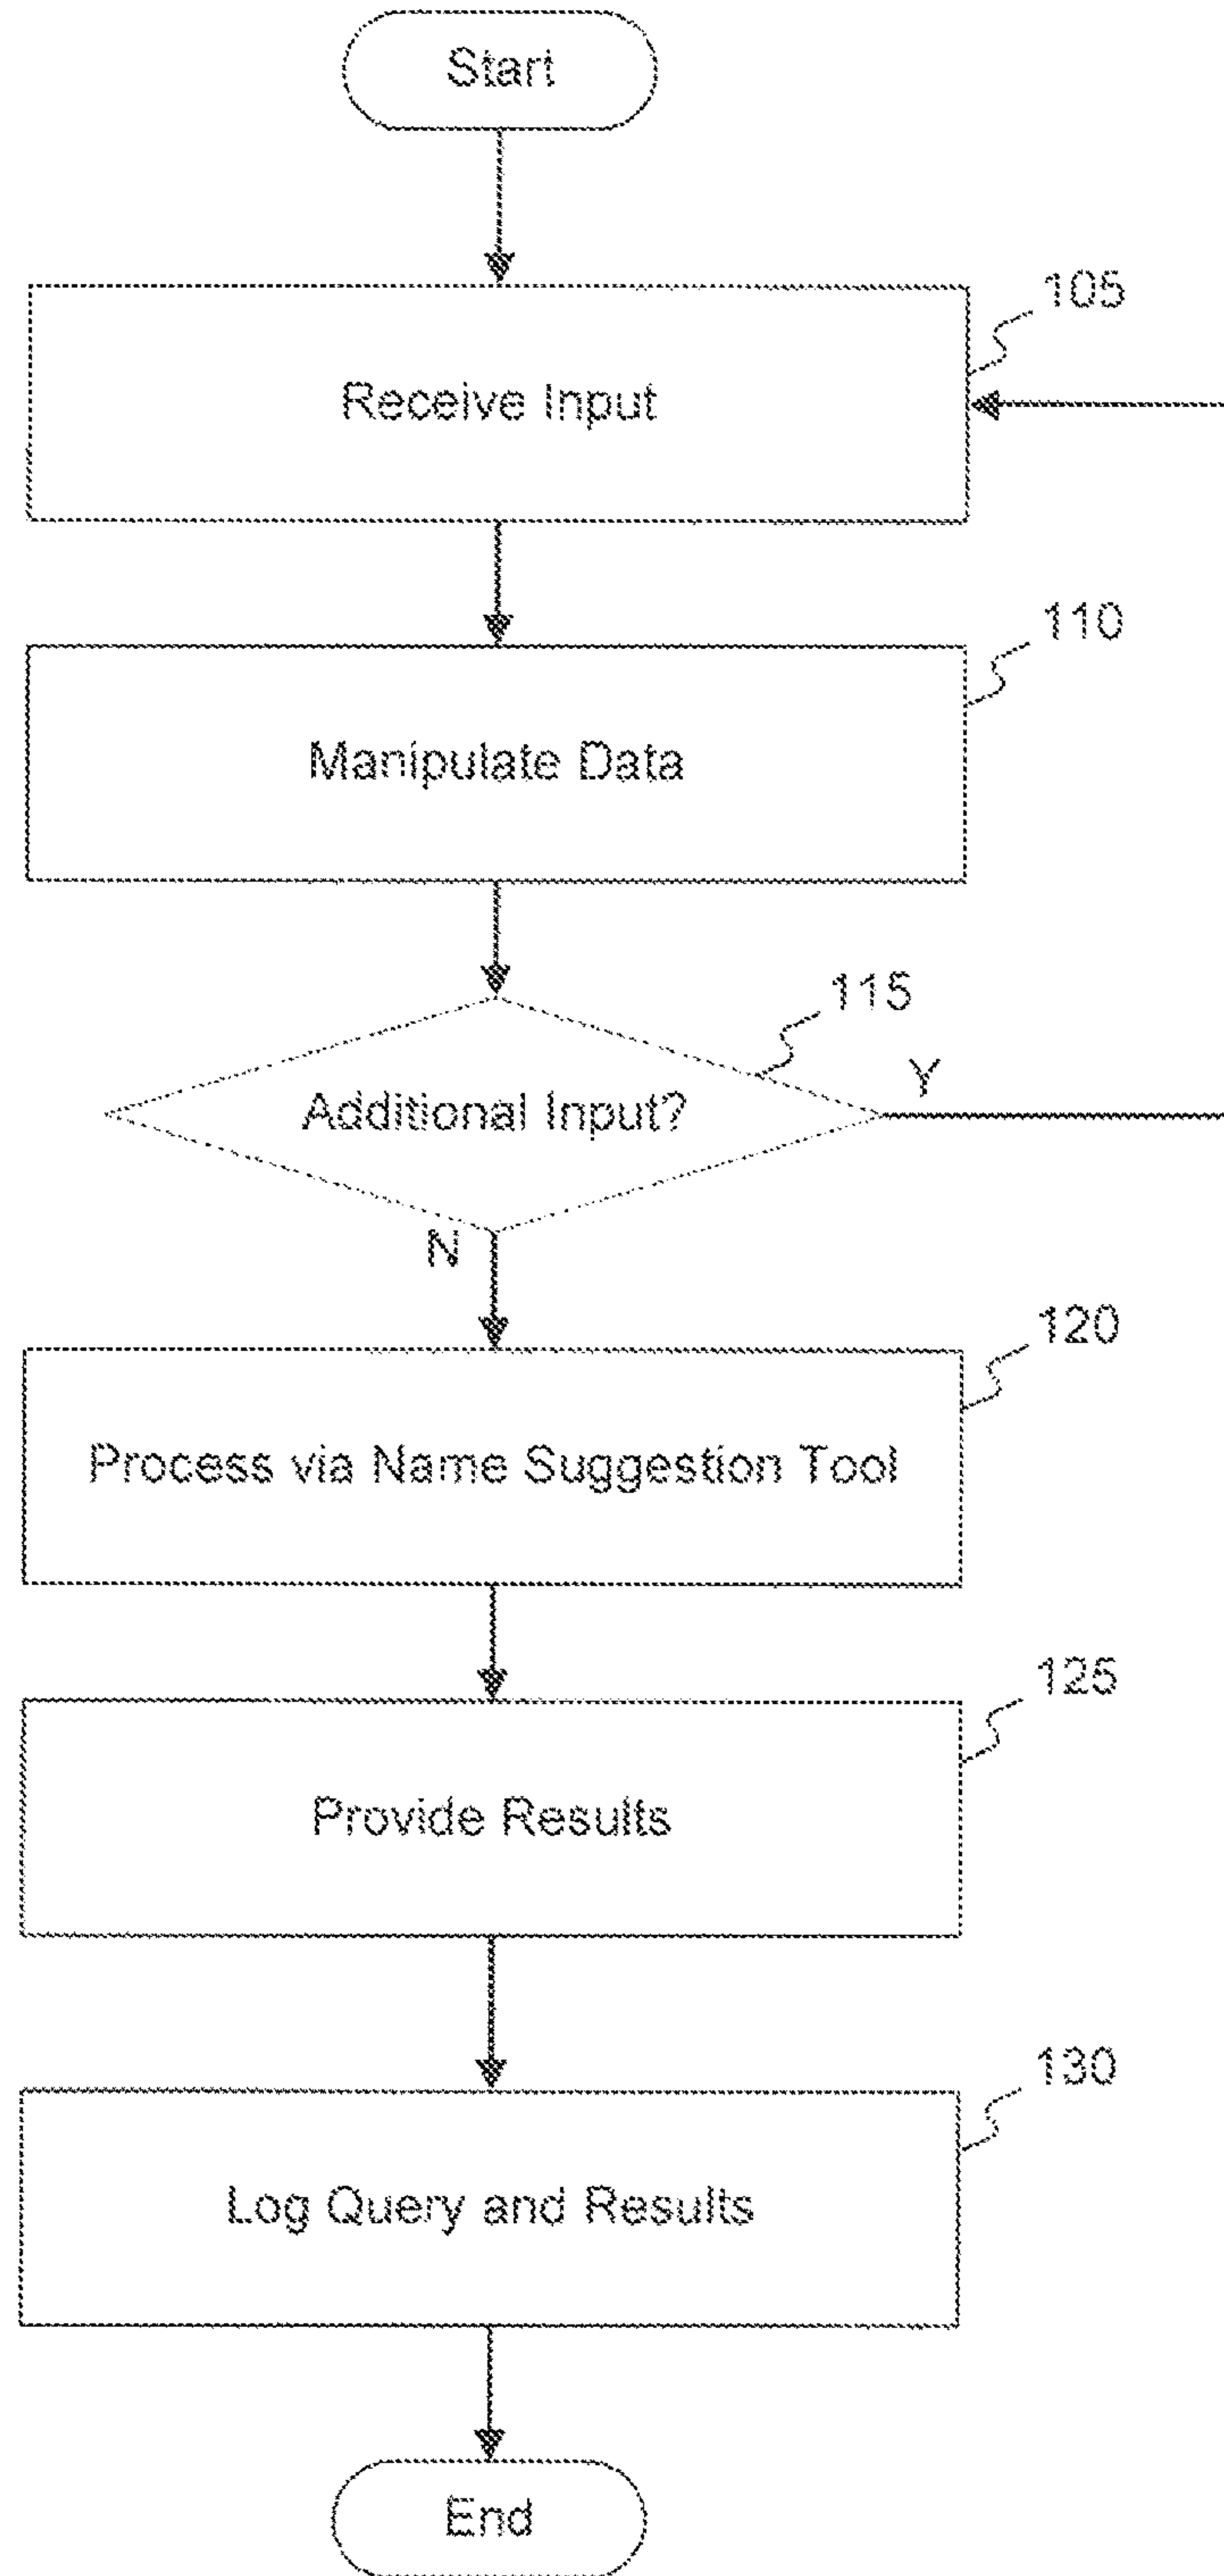 Start
105
Receive Input
110
Manipulate Data
115
Additional Input?
Y
N
120
Process via Name Suggestion Tool
125
Provide Results
130
Log Query and Results
End